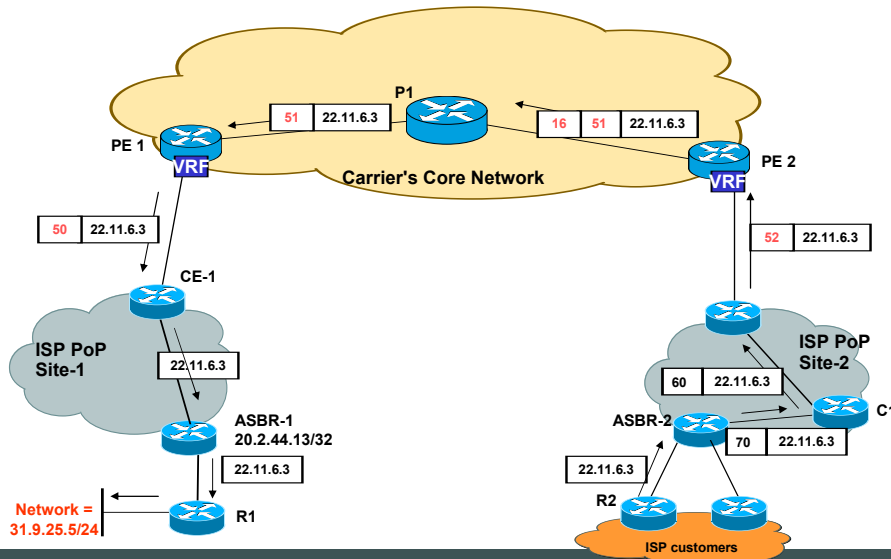 P1
51 22.11.6.3
16 51 22.11.6.3
PE 1
PE 2
VRF
VRF
Carrier's Core Network
50 22.11.6.3
52 22.11.6.3
CE-1
ISP PoP
Site-1
ISP PoP
Site-2
22.11.6.3
60 22.11.6.3
ASBR-1
20.2.44.13/32
ASBR-2
C1
70 22.11.6.3
22.11.6.3
22.11.6.3
Network =
31.9.25.5/24
R1
R2
ISP customers